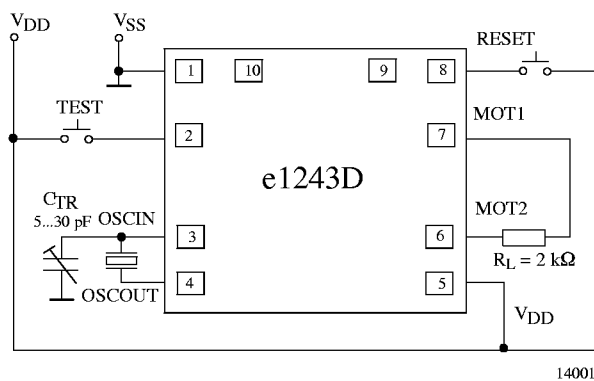 VDD
VSS
RESET
1
10
9
8
TEST
MOT1
2
7
e1243D
CTR
5...30 pF
OSCIN
MOT2
3
6
RL = 2 kΩ
4
5
OSCOUT
VDD
14001